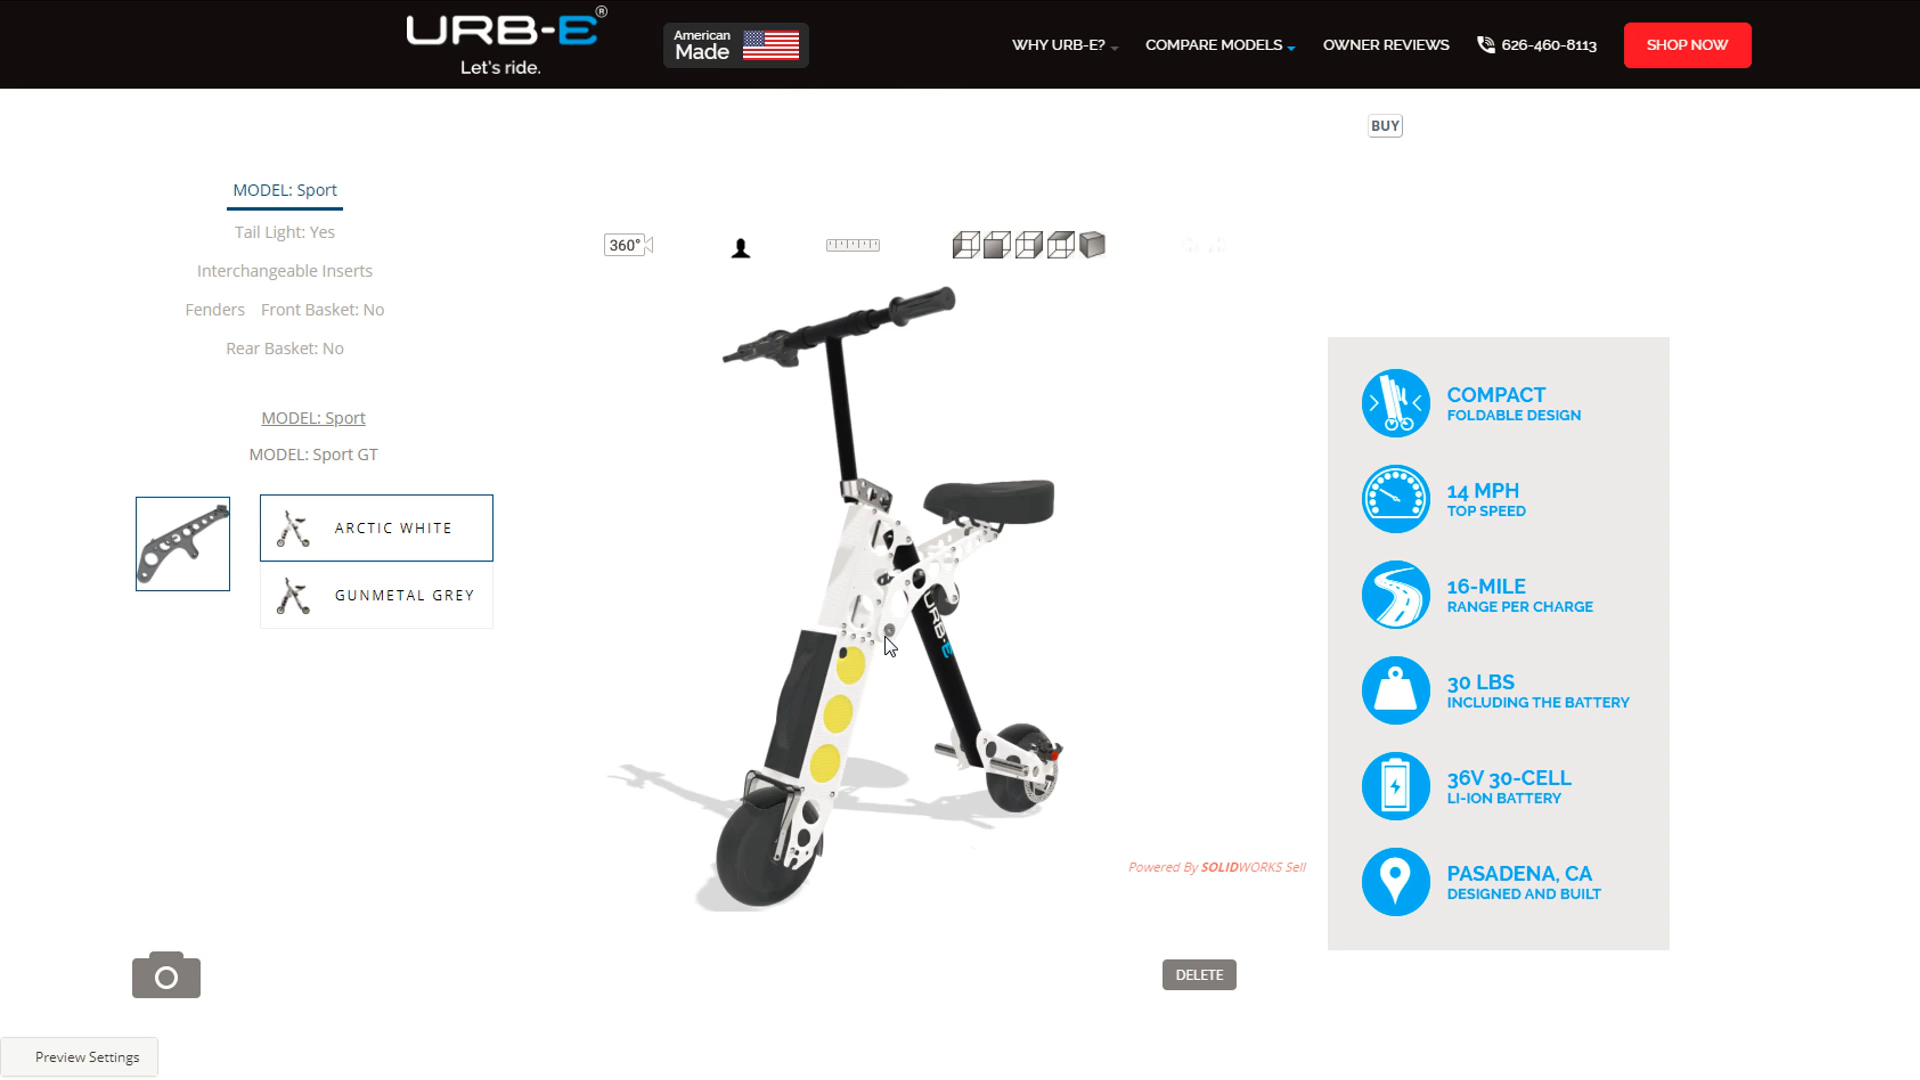 URB-E®
Let's ride.
American
Made
WHY URB-E?
COMPARE MODELS
OWNER REVIEWS
626-460-8113
SHOP NOW
BUY
MODEL: Sport
Tail Light: Yes
Interchangeable Inserts
Fenders Front Basket: No
Rear Basket: No
MODEL: Sport
MODEL: Sport GT
ARCTIC WHITE
GUNMETAL GREY
360°
URB-E
COMPACT
FOLDABLE DESIGN
14 MPH
TOP SPEED
16-MILE
RANGE PER CHARGE
30 LBS
INCLUDING THE BATTERY
36V 30-CELL
LI-ION BATTERY
PASADENA, CA
DESIGNED AND BUILT
Powered By SOLIDWORKS Sell
DELETE
Preview Settings